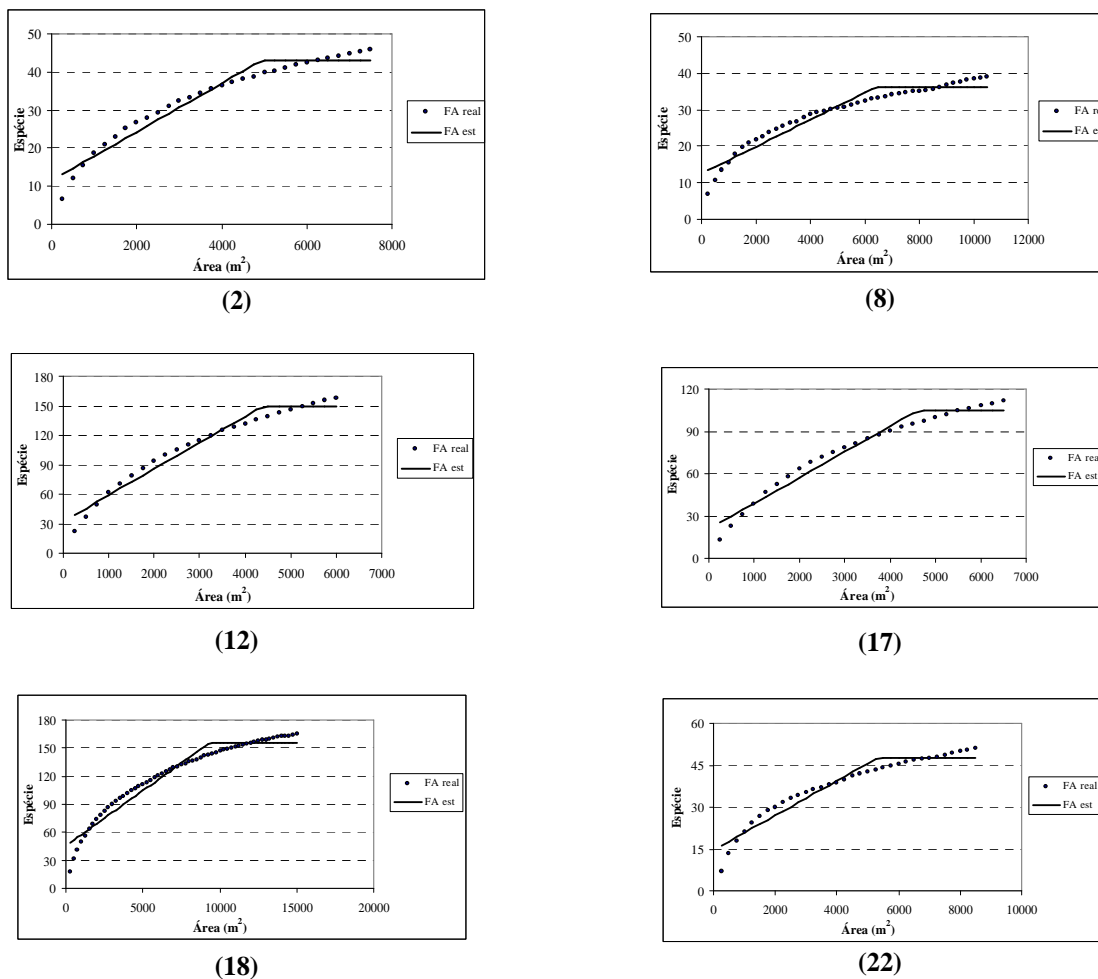 50
40
30
20
10
0
Espécie
0 2000 4000 6000 8000
Área (m²)
FA real
FA est
(2)
50
40
30
20
10
0
Espécie
0 2000 4000 6000 8000 10000 12000
Área (m²)
FA re
FA es
(8)
180
150
120
90
60
30
0
Espécie
0 1000 2000 3000 4000 5000 6000 7000
Área (m²)
FA real
FA est
(12)
120
90
60
30
0
Espécie
0 1000 2000 3000 4000 5000 6000 7000
Área (m²)
FA rea
FA est
(17)
180
150
120
90
60
30
0
Espécie
0 5000 10000 15000 20000
Área (m²)
FA real
FA est
(18)
60
45
30
15
0
Espécie
0 2000 4000 6000 8000 10000
Área (m²)
FA real
FA est
(22)